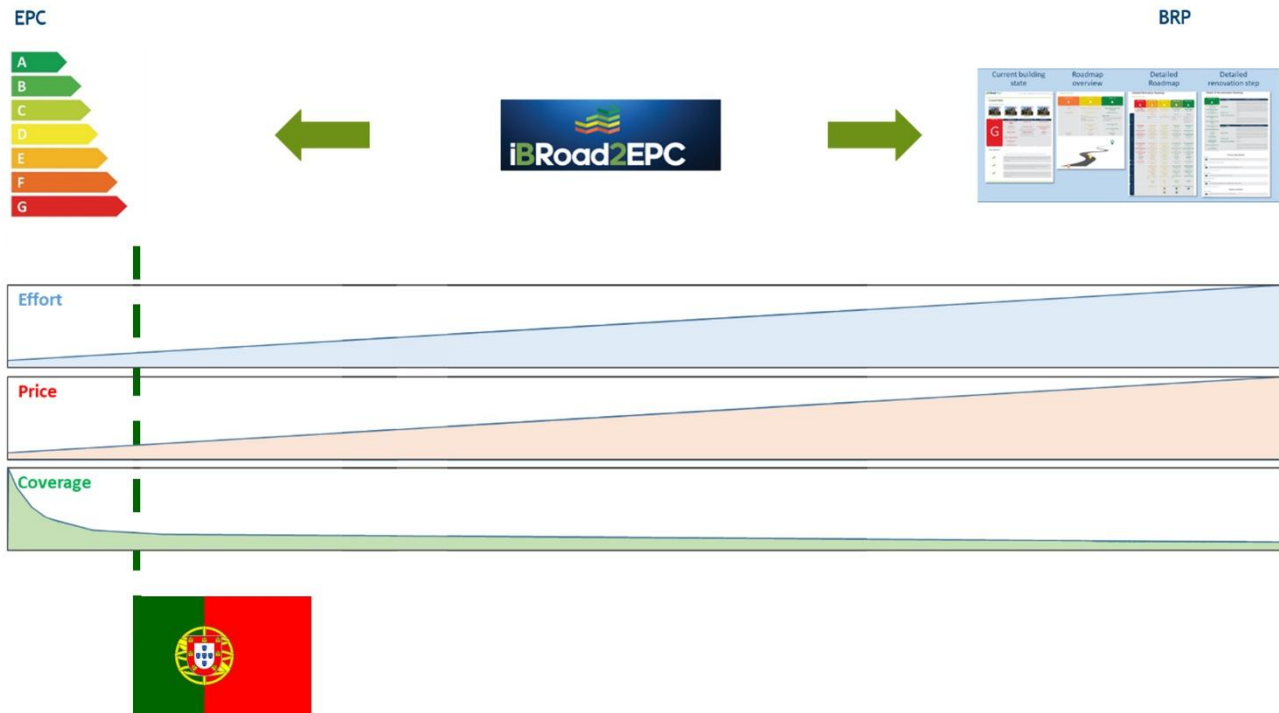 EPC
BRP
A
B
C
D
E
F
G
iBRoad2EPC
Current building
state
Roadmap
overview
Detailed
Roadmap
Detailed
renovation step
G
Effort
Price
Coverage